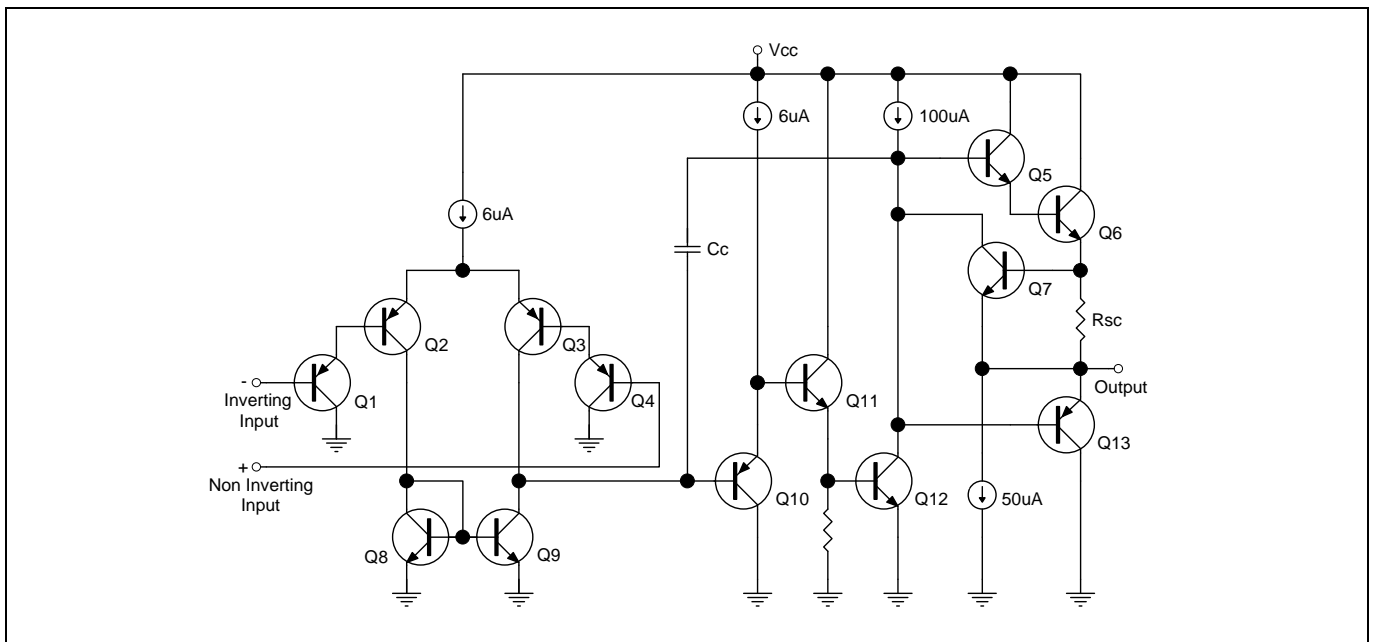 Vcc
6uA
100uA
Q5
6uA
Q6
Cc
Q7
Rsc
Q2
Q3
-
Inverting
Input
Q1
Q4
Q11
Output
Q13
+
Non Inverting
Input
Q10
Q12
50uA
Q8
Q9